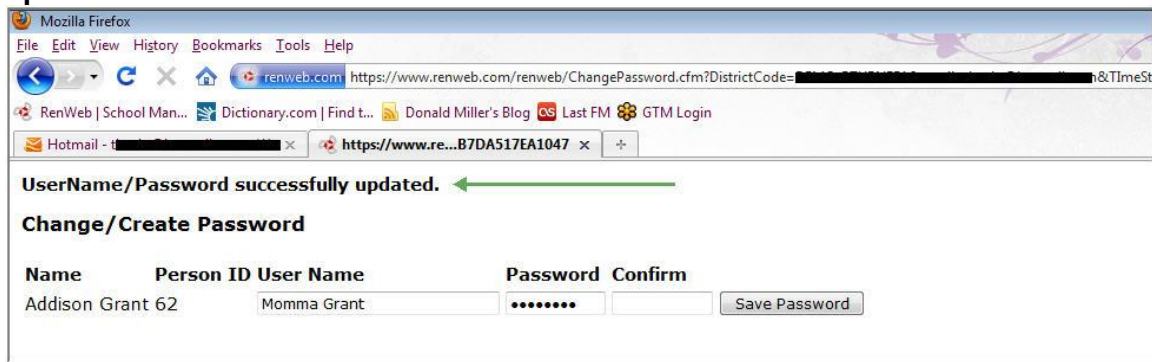 Mozilla Firefox
File Edit View History Bookmarks Tools Help
renweb.com https://www.renweb.com/renweb/ChangePassword.cfm?DistrictCode= h&TImeSt
RenWeb | School Man... Dictionary.com | Find t... Donald Miller's Blog Last FM GTM Login
Hotmail - t https://www.re...B7DA517EA1047
UserName/Password successfully updated.
Change/Create Password
Name Person ID User Name Password Confirm
Addison Grant 62 Momma Grant •••••••• Save Password